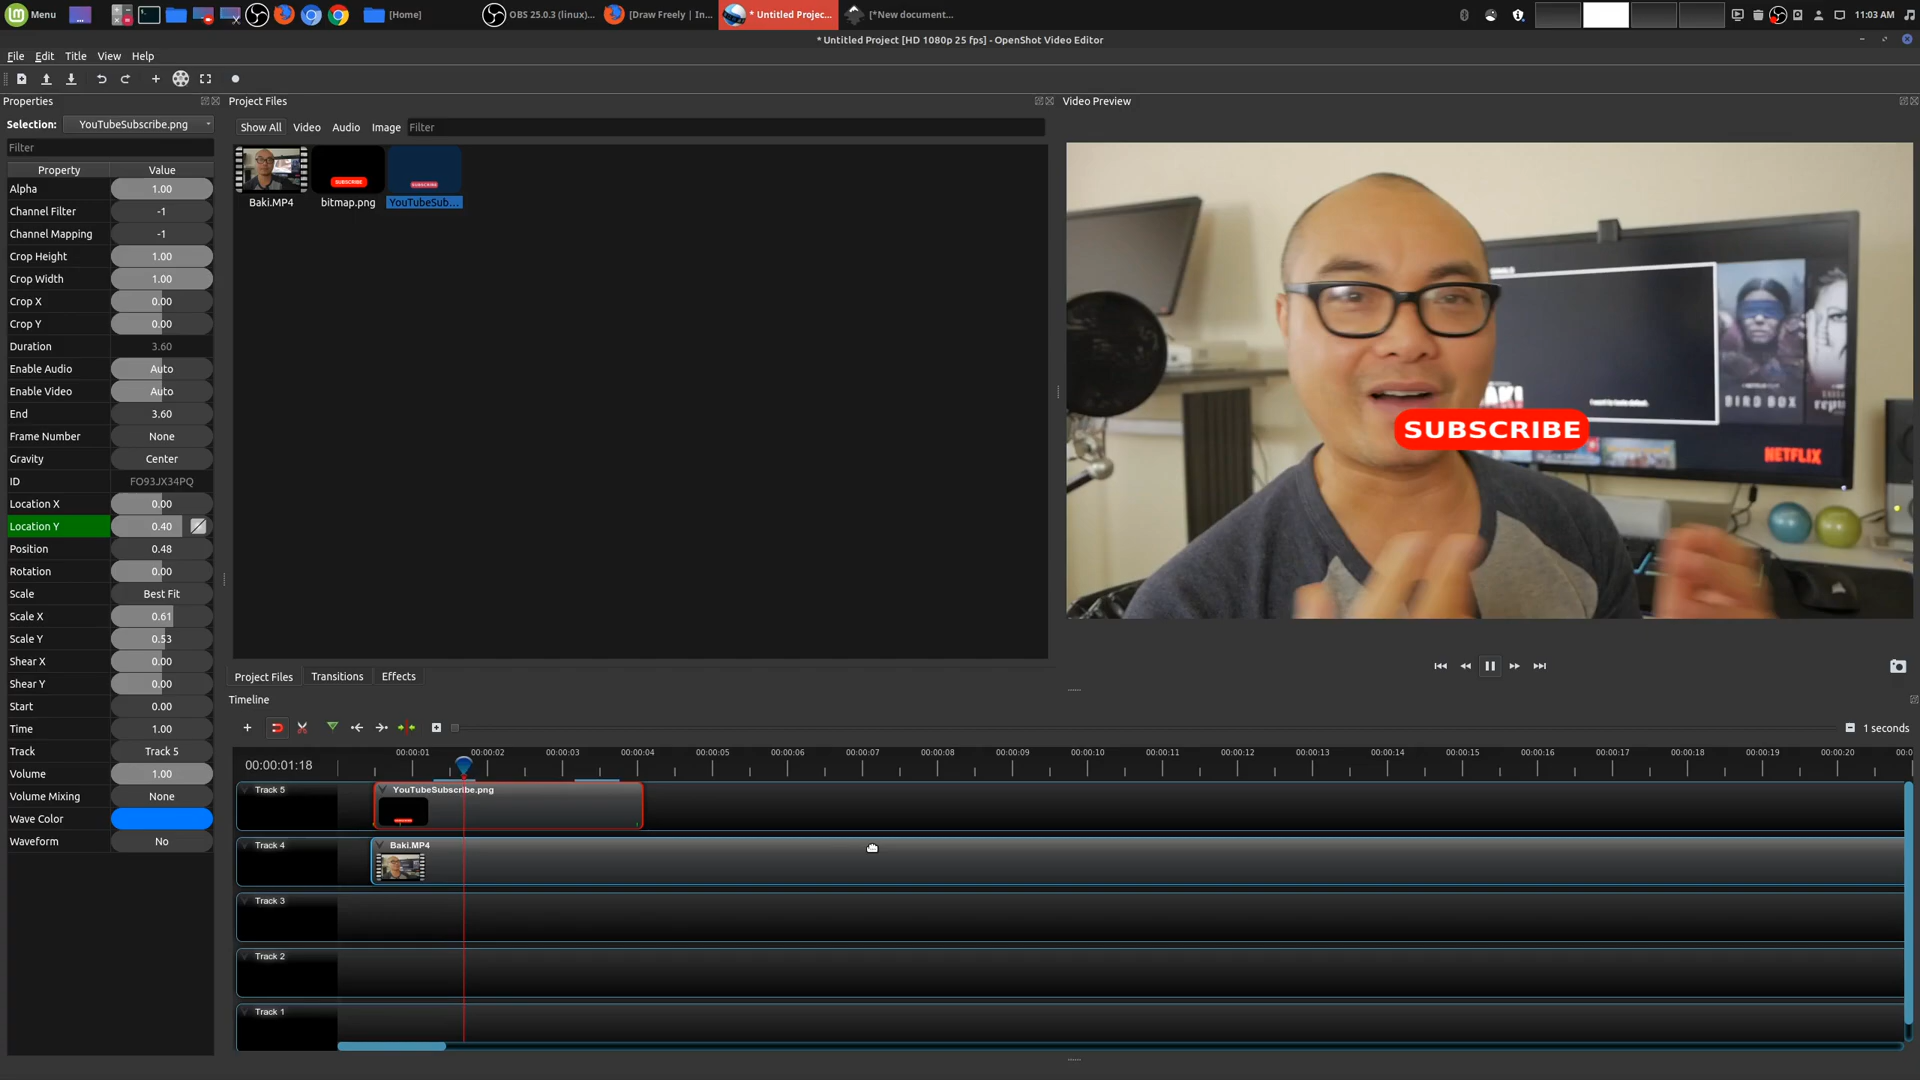 Menu
[Home]
OBS 25.0.3 (linux)...
[Draw Freely | In...
* Untitled Projec...
[*New document...
11:03 AM
* Untitled Project [HD 1080p 25 fps] - OpenShot Video Editor
File Edit Title View Help
Properties
Project Files
Video Preview
Selection: YouTubeSubscribe.png
Show All Video Audio Image Filter
Filter
Property Value
Alpha 1.00
Channel Filter -1
Channel Mapping -1
Crop Height 1.00
Crop Width 1.00
Crop X 0.00
Crop Y 0.00
Duration 3.60
Enable Audio Auto
Enable Video Auto
End 3.60
Frame Number None
Gravity Center
ID FO93JX34PQ
Location X 0.00
Location Y 0.40
Position 0.48
Rotation 0.00
Scale Best Fit
Scale X 0.61
Scale Y 0.53
Shear X 0.00
Shear Y 0.00
Start 0.00
Time 1.00
Track Track 5
Volume 1.00
Volume Mixing None
Wave Color
Waveform No
SUBSCRIBE
SUBSCRIBE
Baki.MP4 bitmap.png YouTubeSub...
BIRD BOX
SUBSCRIBE
NETFLIX
Project Files Transitions Effects
Timeline
1 seconds
00:00:01:18
00:00:01 00:00:02 00:00:03 00:00:04 00:00:05 00:00:06 00:00:07 00:00:08 00:00:09 00:00:10 00:00:11 00:00:12 00:00:13 00:00:14 00:00:15 00:00:16 00:00:17 00:00:18 00:00:19 00:00:20 00:0
Track 5
YouTubeSubscribe.png
Track 4
Baki.MP4
Track 3
Track 2
Track 1